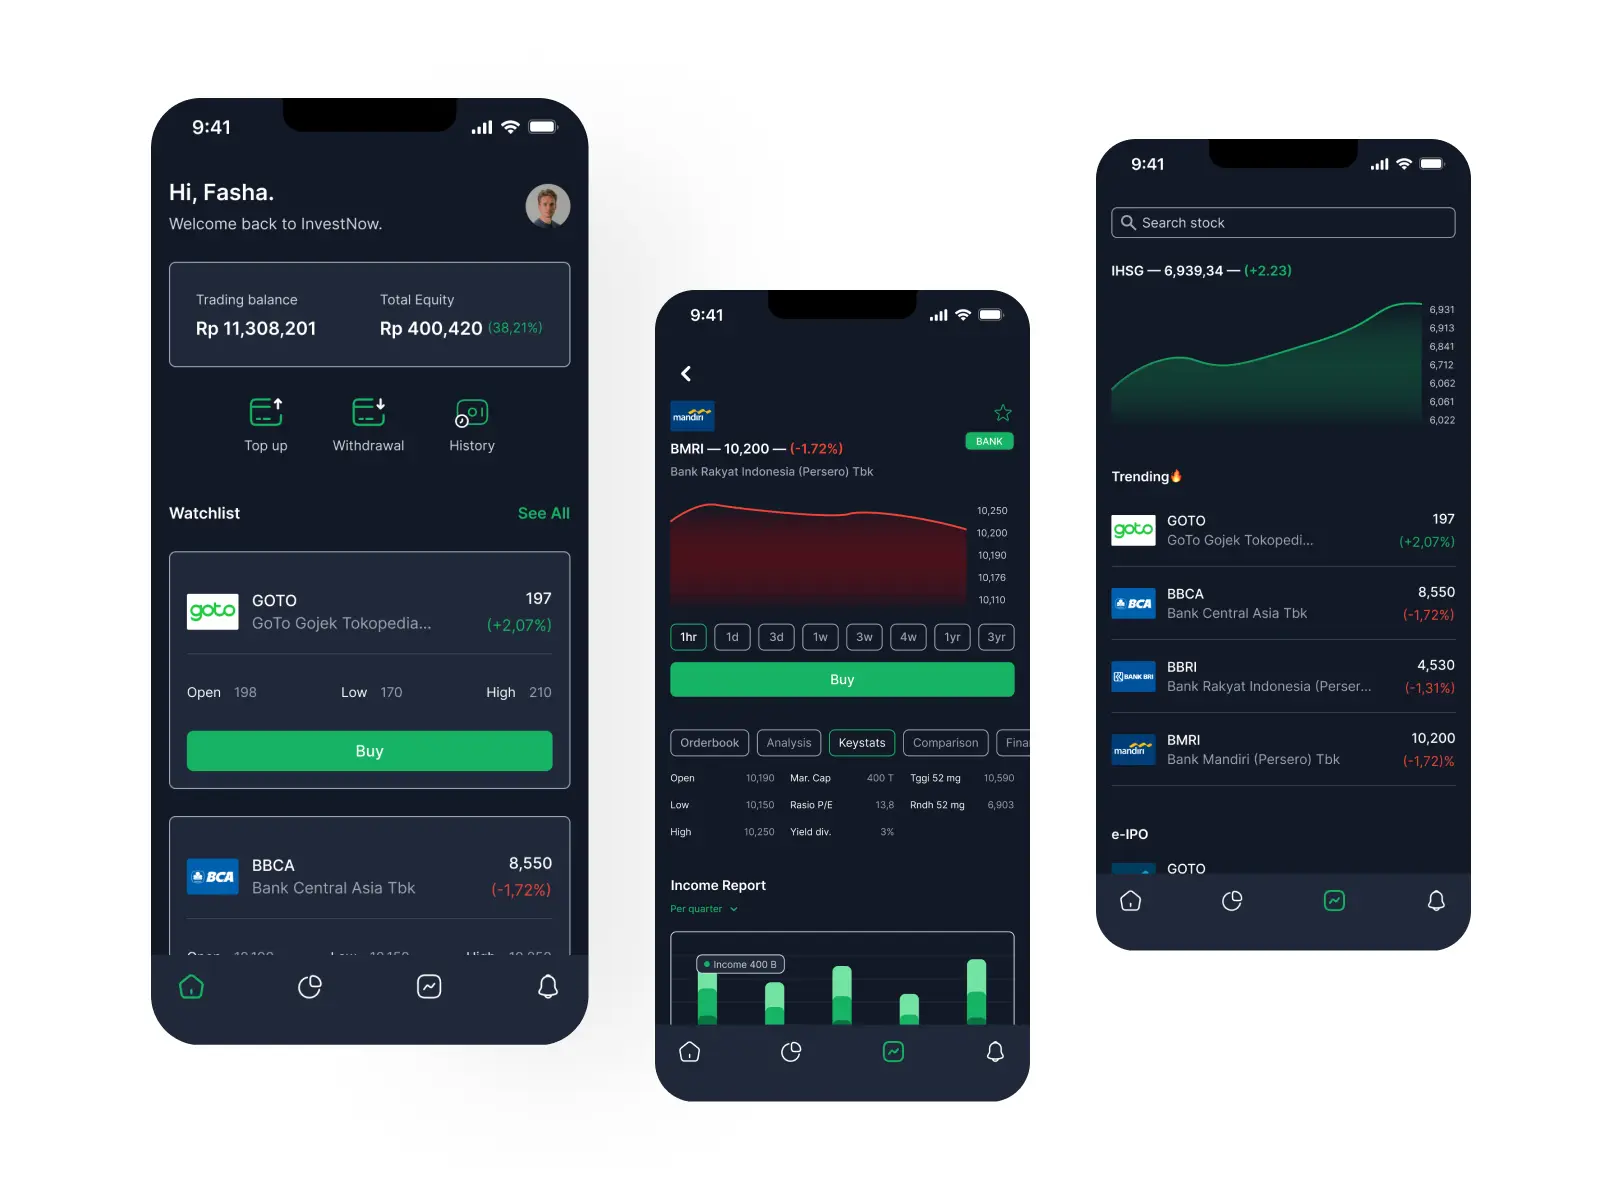 9:41
Hi, Fasha.
Welcome back to InvestNow.
Trading balance
Rp 11,308,201
Total Equity
Rp 400,420 (38,21%)
Top up
Withdrawal
History
Watchlist
See All
goto
GOTO
GoTo Gojek Tokopedia...
197
(+2,07%)
Open 198
Low 170
High 210
Buy
BCA
BBCA
Bank Central Asia Tbk
8,550
(-1,72%)
9:41
mandiri
BMRI — 10,200 — (-1.72%)
BANK
Bank Rakyat Indonesia (Persero) Tbk
10,250
10,200
10,190
10,176
10,110
1hr 1d 3d 1w 3w 4w 1yr 3yr
Buy
Orderbook Analysis Keystats Comparison Fina
Open 10,190 Mar. Cap 400 T Tggi 52 mg 10,590
Low 10,150 Rasio P/E 13,8 Rndh 52 mg 6,903
High 10,250 Yield div. 3%
Income Report
Per quarter
Income 400 B
9:41
Search stock
IHSG — 6,939,34 — (+2.23)
6,931
6,913
6,841
6,712
6,062
6,061
6,022
Trending🔥
goto
GOTO
GoTo Gojek Tokopedi...
197
(+2,07%)
BCA
BBCA
Bank Central Asia Tbk
8,550
(-1,72%)
BANK BRI
BBRI
Bank Rakyat Indonesia (Perser...
4,530
(-1,31%)
mandiri
BMRI
Bank Mandiri (Persero) Tbk
10,200
(-1,72)%
e-IPO
GOTO